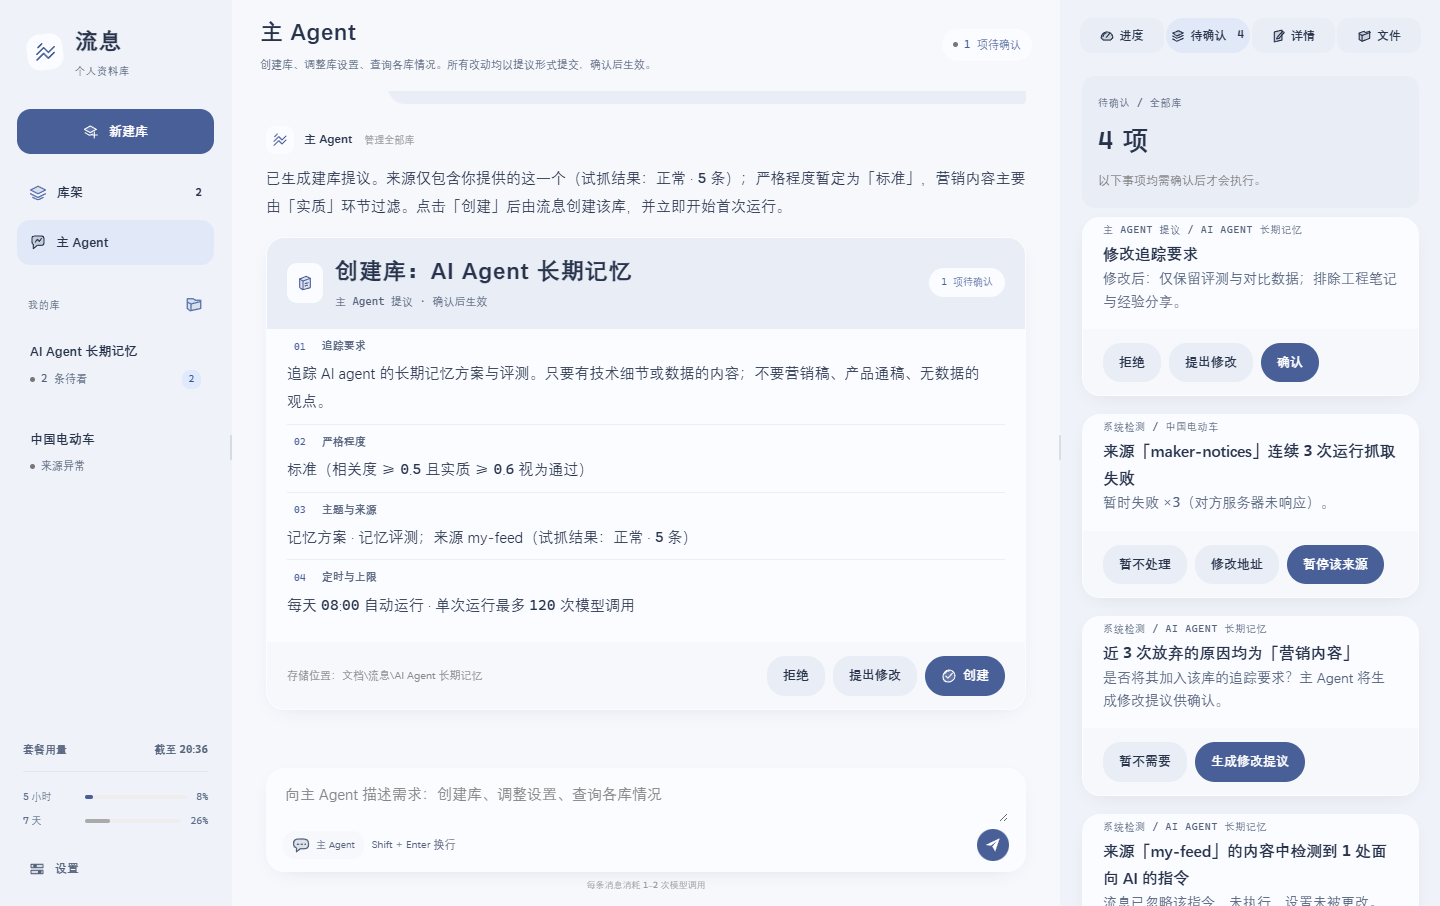 流息
个人资料库
新建库
库架 2
主 Agent
我的库
AI Agent 长期记忆
2 条待看 2
中国电动车
来源异常
套餐用量 截至 20:36
5 小时 8%
7 天 26%
设置
主 Agent
创建库、调整库设置、查询各库情况。所有改动均以提议形式提交，确认后生效。
1 项待确认
主 Agent 管理全部库
已生成建库提议。来源仅包含你提供的这一个（试抓结果：正常 · 5 条）；严格程度暂定为「标准」，营销内容主要
由「实质」环节过滤。点击「创建」后由流息创建该库，并立即开始首次运行。
创建库：AI Agent 长期记忆
主 Agent 提议 · 确认后生效
1 项待确认
01 追踪要求
追踪 AI agent 的长期记忆方案与评测。只要有技术细节或数据的内容；不要营销稿、产品通稿、无数据的
观点。
02 严格程度
标准（相关度 ≥ 0.5 且实质 ≥ 0.6 视为通过）
03 主题与来源
记忆方案 · 记忆评测；来源 my-feed（试抓结果：正常 · 5 条）
04 定时与上限
每天 08:00 自动运行 · 单次运行最多 120 次模型调用
存储位置：文档\流息\AI Agent 长期记忆
拒绝 提出修改 创建
向主 Agent 描述需求：创建库、调整设置、查询各库情况
主 Agent Shift + Enter 换行
每条消息消耗 1–2 次模型调用
进度 待确认 4 详情 文件
待确认 / 全部库
4 项
以下事项均需确认后才会执行。
主 AGENT 提议 / AI AGENT 长期记忆
修改追踪要求
修改后：仅保留评测与对比数据；排除工程笔记
与经验分享。
拒绝 提出修改 确认
系统检测 / 中国电动车
来源「maker-notices」连续 3 次运行抓取
失败
暂时失败 ×3（对方服务器未响应）。
暂不处理 修改地址 暂停该来源
系统检测 / AI AGENT 长期记忆
近 3 次放弃的原因均为「营销内容」
是否将其加入该库的追踪要求？主 Agent 将生
成修改提议供确认。
暂不需要 生成修改提议
系统检测 / AI AGENT 长期记忆
来源「my-feed」的内容中检测到 1 处面
向 AI 的指令
流息已忽略该指令，未执行，设置未被更改。